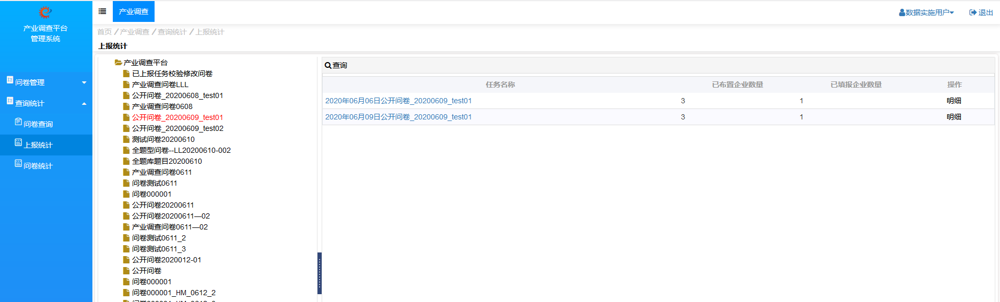 产业调查平台
管理系统
问卷管理
查询统计
问卷查询
上报统计
问卷统计
产业调查
数据实施用户
退出
首页 / 产业调查 / 查询统计 / 上报统计
上报统计
产业调查平台
已上报任务校验修改问卷
产业调查问卷LLL
公开问卷_20200608_test01
产业调查问卷0608
公开问卷_20200609_test01
公开问卷_20200609_test02
测试问卷20200610
全题型问卷--LL20200610-002
全题库题目20200610
产业调查问卷0611
问卷测试0611
问卷000001
公开问卷20200611
公开问卷20200611—02
产业调查问卷0611—02
问卷测试0611_2
问卷测试0611_3
公开问卷2020012-01
公开问卷
问卷000001
问卷000001_HM_0612_2
查询
任务名称 已布置企业数量 已填报企业数量 操作
2020年06月06日公开问卷_20200609_test01 3 1 明细
2020年06月09日公开问卷_20200609_test01 3 1 明细